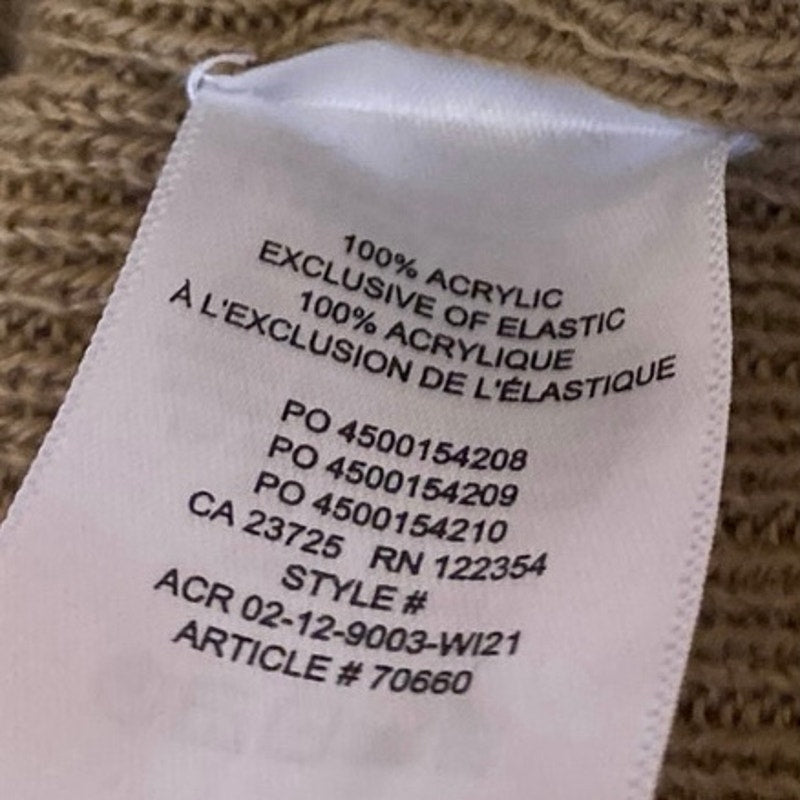 100% ACRYLIC
EXCLUSIVE OF ELASTIC
100% ACRYLIQUE
À L'EXCLUSION DE L'ÉLASTIQUE
PO 4500154208
PO 4500154209
PO 4500154210
CA 23725 RN 122354
STYLE #
ACR 02-12-9003-WI21
ARTICLE # 70660